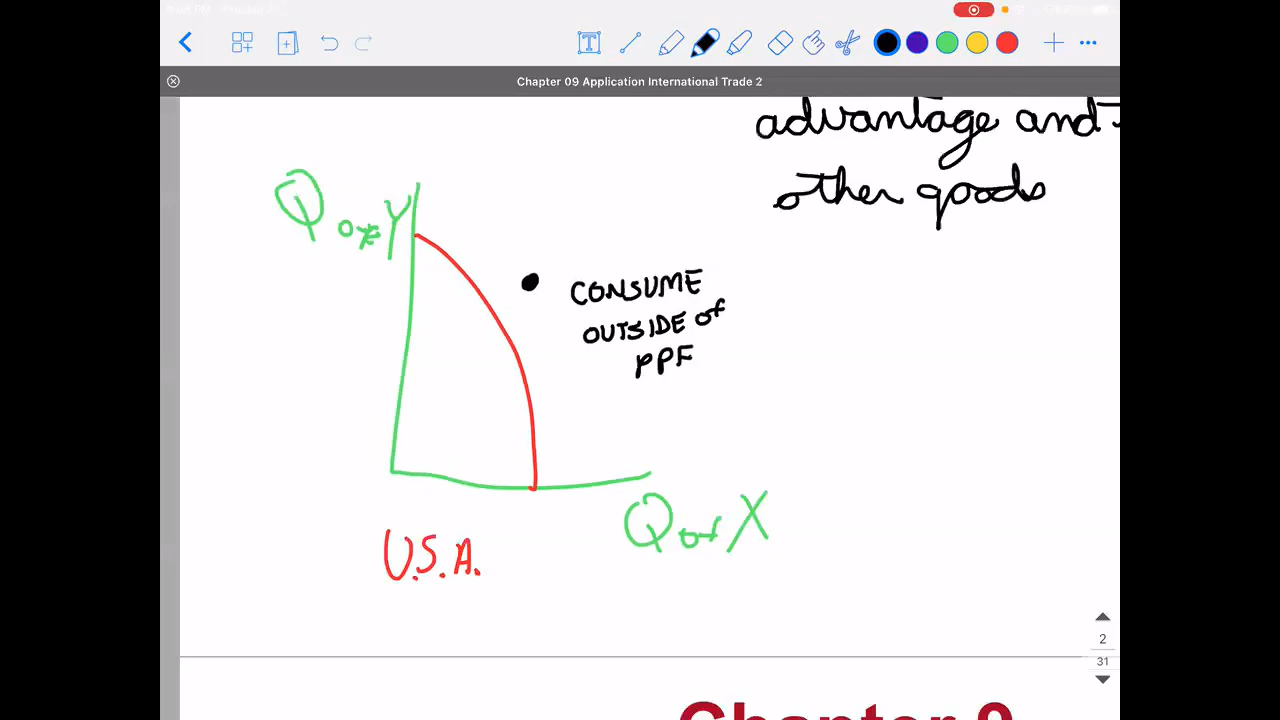 Chapter 09 Application International Trade 2
advantage and
other goods
Q of Y
CONSUME
OUTSIDE of
PPF
Q of X
U.S.A.
2
31
Chapter 9